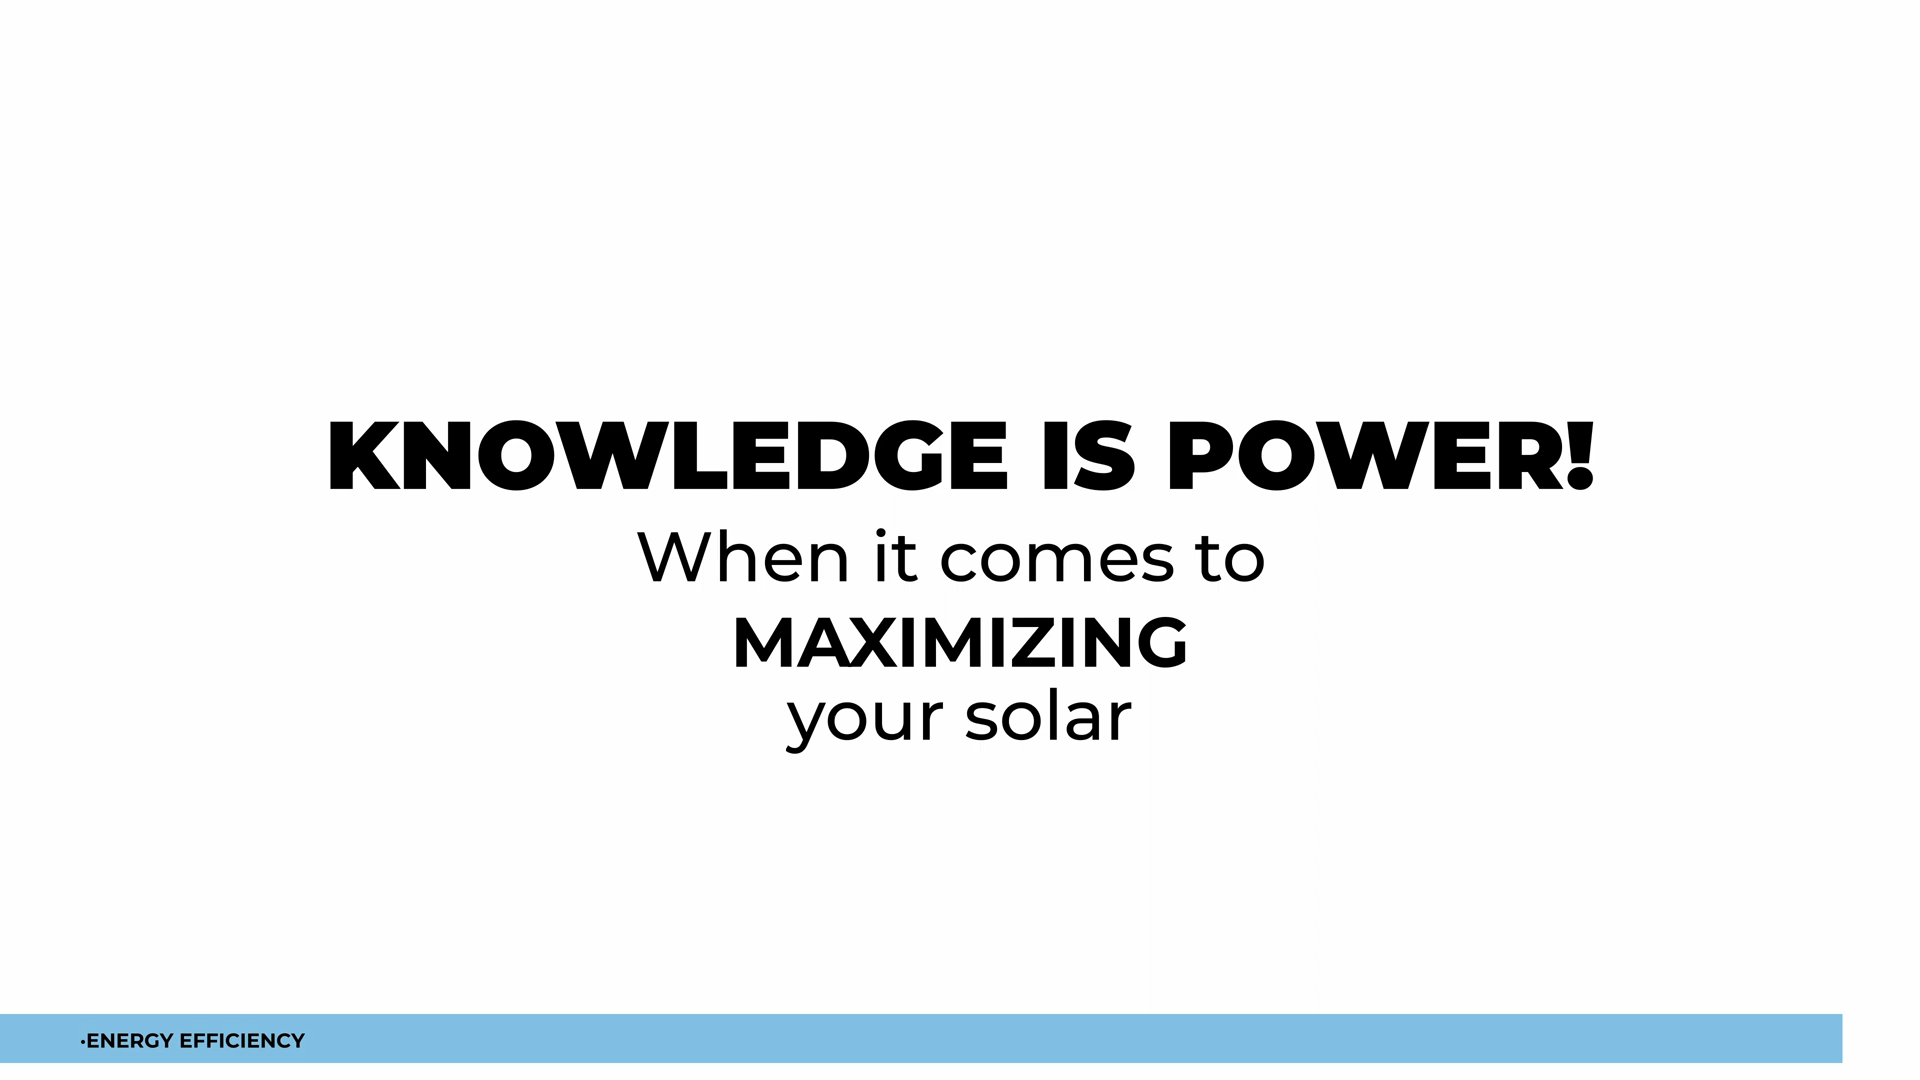 KNOWLEDGE IS POWER!
When it comes to
MAXIMIZING
your solar
·ENERGY EFFICIENCY